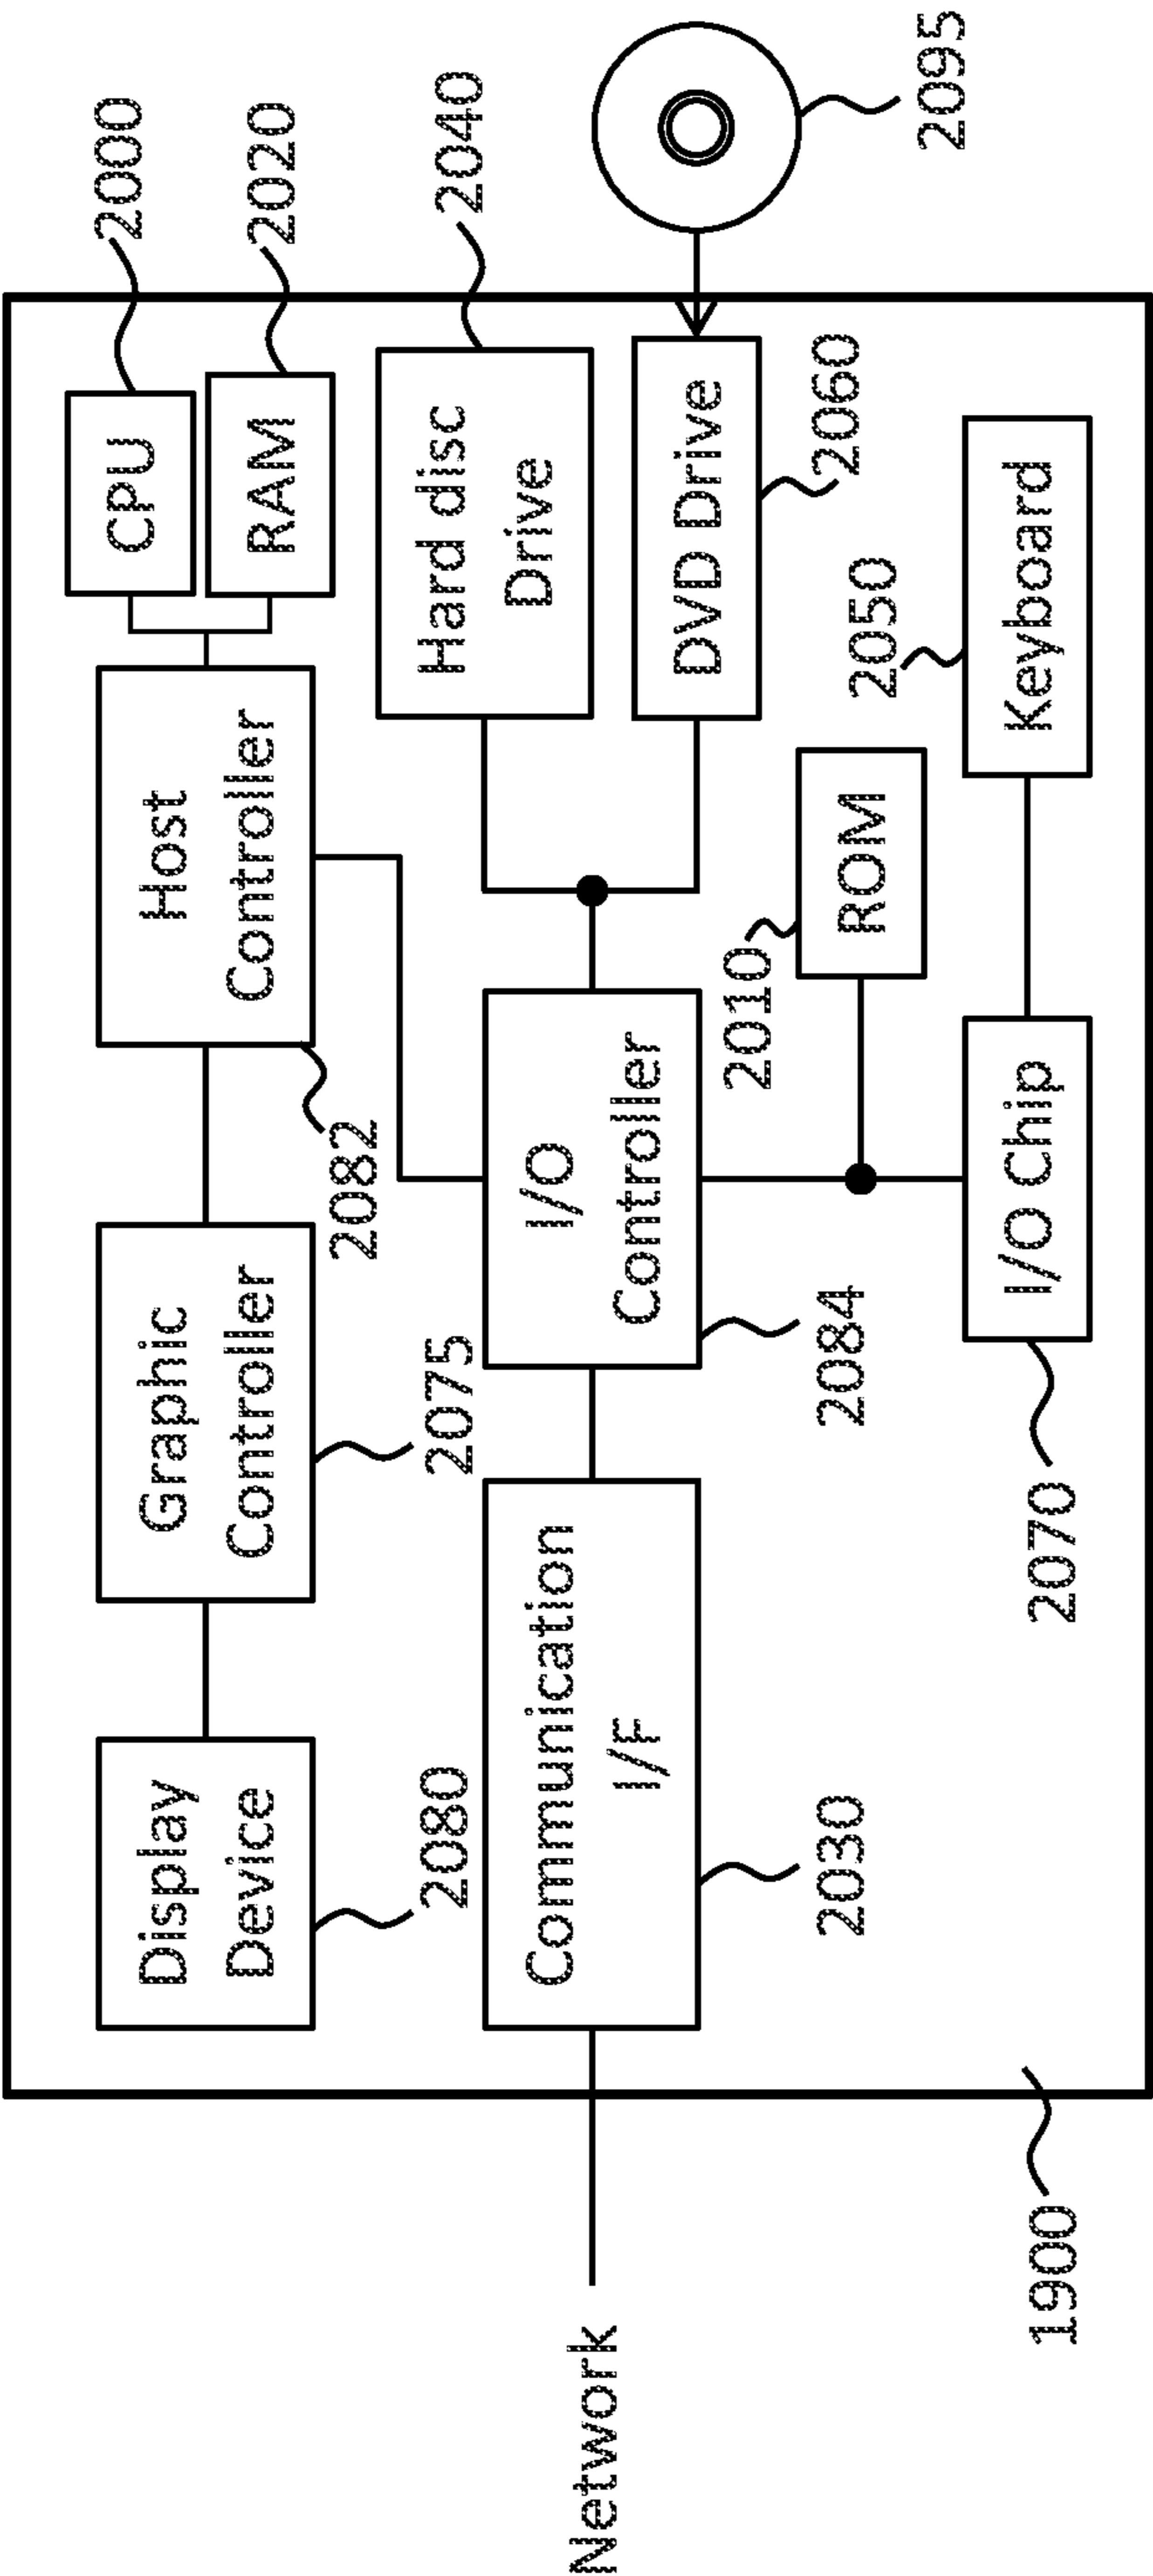 2000
CPU
2020
RAM
Host
Controller
2082
Graphic
Controller
2075
Display
Device
2080
2040
Hard disc
Drive
2095
DVD Drive
2060
I/O
Controller
2084
Communication
I/F
2030
Network
2010
ROM
2050
Keyboard
I/O Chip
2070
1900